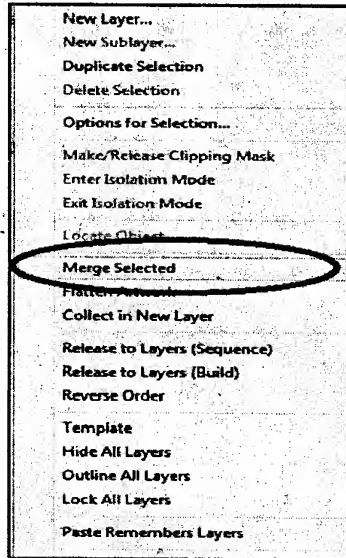 New Layer...
New Sublayer...
Duplicate Selection
Delete Selection
Options for Selection...
Make/Release Clipping Mask
Enter Isolation Mode
Exit Isolation Mode
Locate Object
Merge Selected
Flatten Artwork
Collect in New Layer
Release to Layers (Sequence)
Release to Layers (Build)
Reverse Order
Template
Hide All Layers
Outline All Layers
Lock All Layers
Paste Remembers Layers